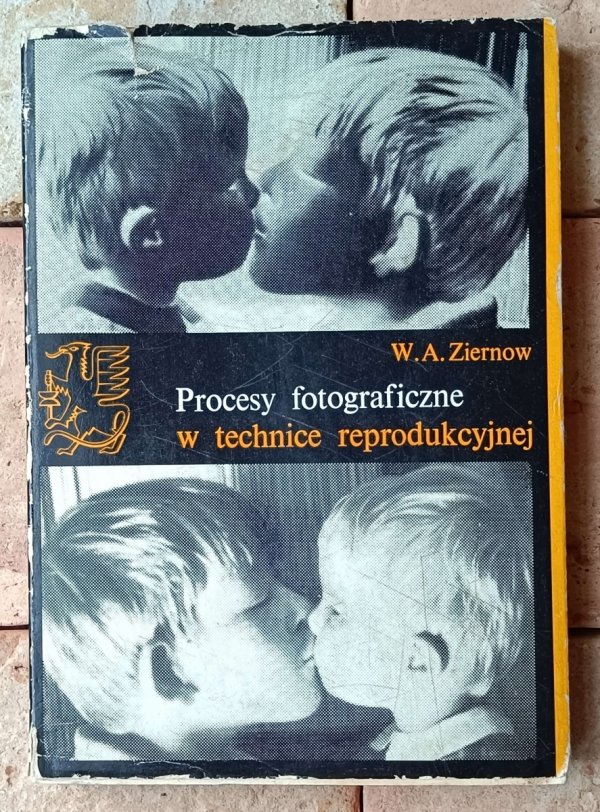 W. A. Ziernow
Procesy fotograficzne
w technice reprodukcyjnej